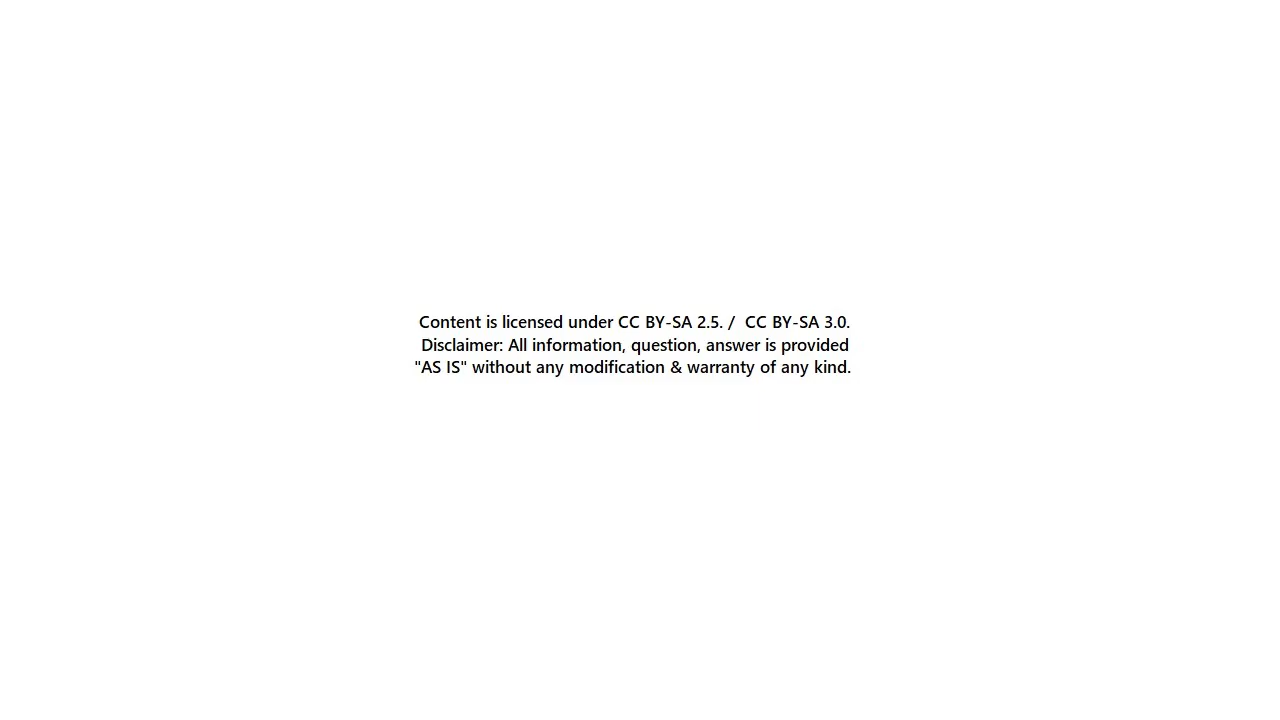 Content is licensed under CC BY-SA 2.5. /  CC BY-SA 3.0.
Disclaimer: All information, question, answer is provided
"AS IS" without any modification & warranty of any kind.